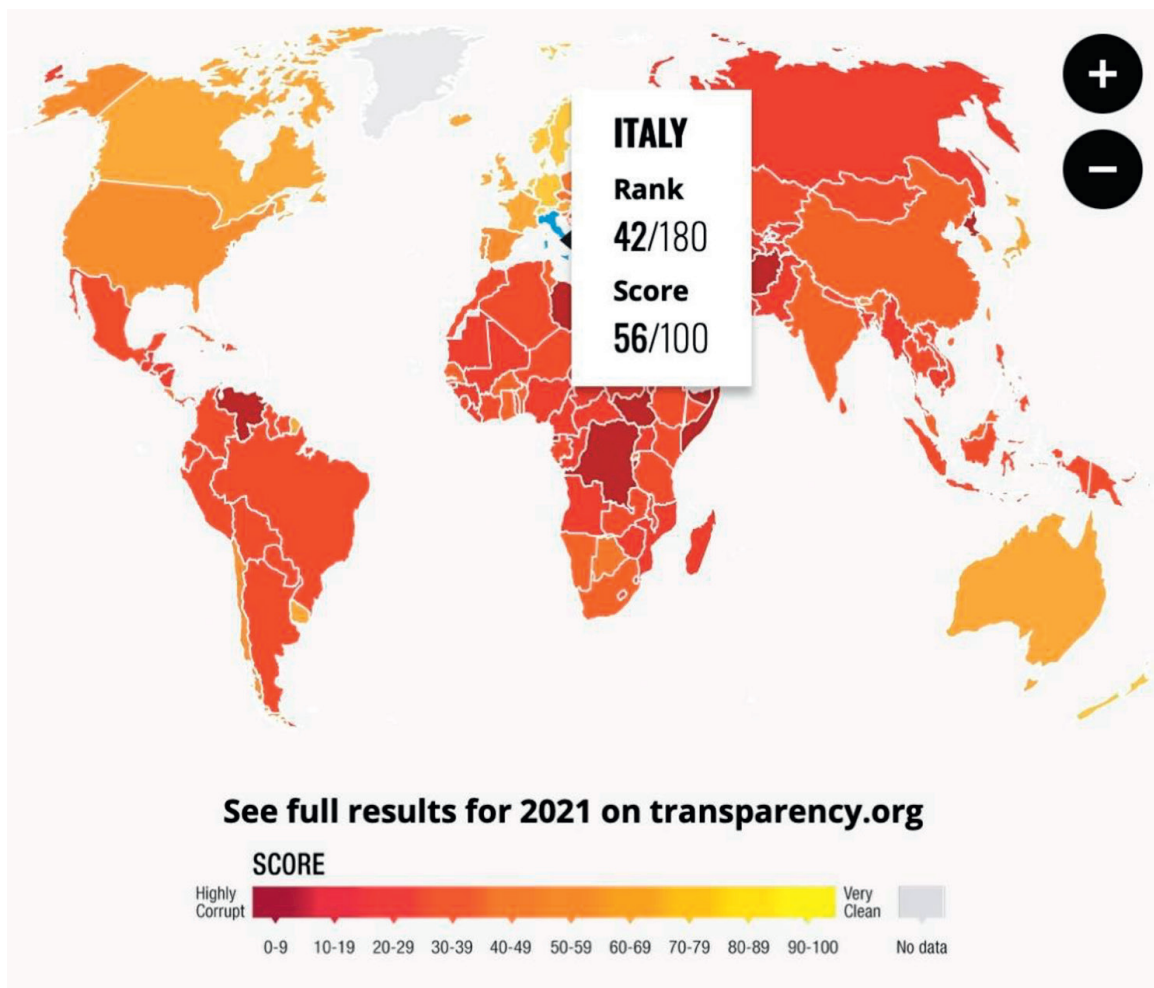 +
−
ITALY
Rank
42/180
Score
56/100
See full results for 2021 on transparency.org
SCORE
Highly
Corrupt
Very
Clean
0-9 10-19 20-29 30-39 40-49 50-59 60-69 70-79 80-89 90-100 No data